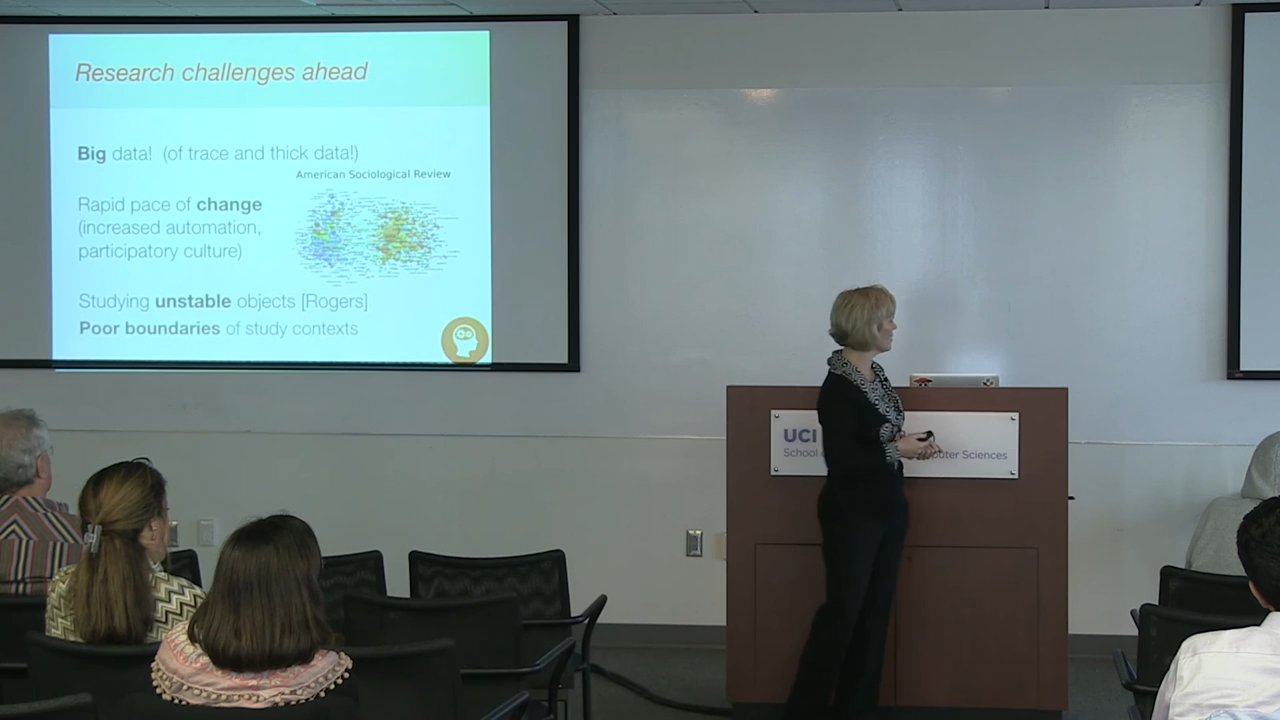 Research challenges ahead
Big data! (of trace and thick data!)
American Sociological Review
Rapid pace of change
(increased automation,
participatory culture)
Studying unstable objects [Rogers]
Poor boundaries of study contexts
UCI
School
puter Sciences